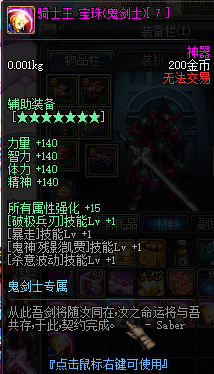 骑士王 宝珠(鬼剑士)[ 7 ]
装备栏(I)
神器
0.001kg
200金币
无法交易
辅助装备
[★★★★★★★]
力量 +140
智力 +140
体力 +140
精神 +140
所有属性强化 +15
[破极兵刃]技能Lv +1
[暴走]技能Lv +1
[鬼神:残影凯贾]技能Lv +1
[杀意波动]技能Lv +1
鬼剑士专属
从此吾剑将随汝同在,汝之命运将与吾
共存,于此,契约完成。 - Saber
『点击鼠标右键可使用』